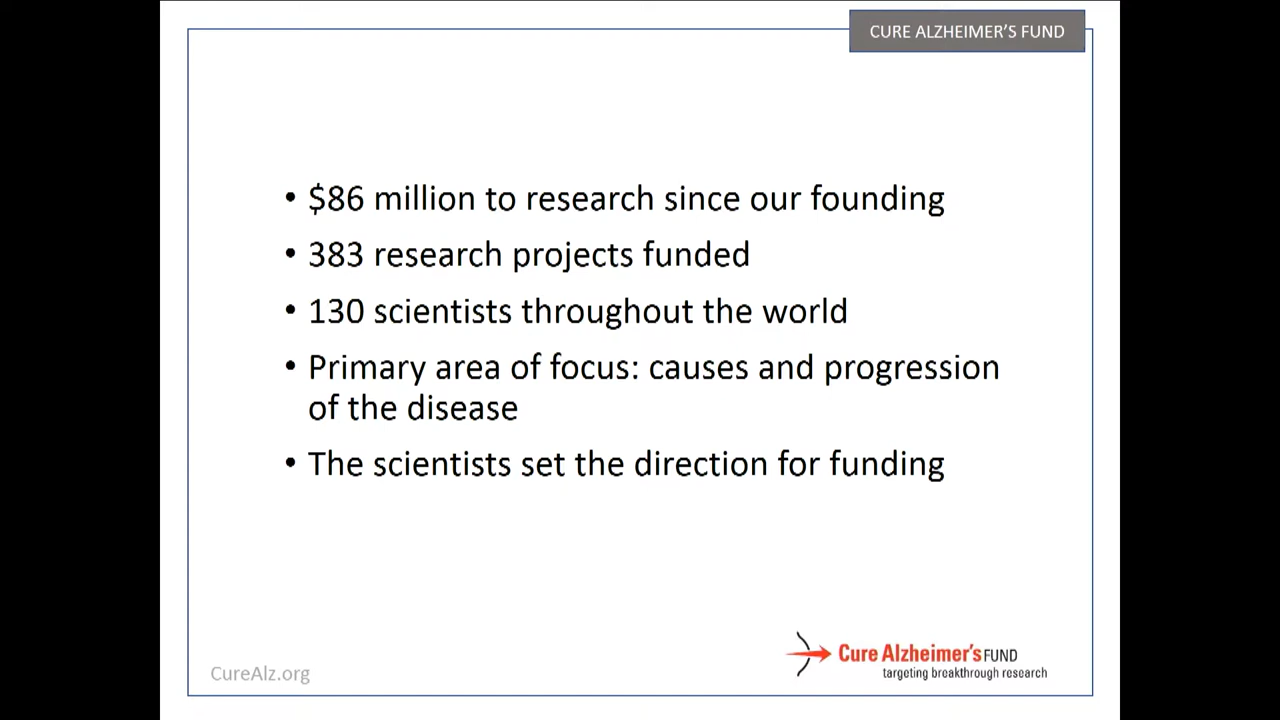 CURE ALZHEIMER'S FUND
• $86 million to research since our founding
• 383 research projects funded
• 130 scientists throughout the world
• Primary area of focus: causes and progression
of the disease
• The scientists set the direction for funding
CureAlz.org
Cure Alzheimer's FUND
targeting breakthrough research